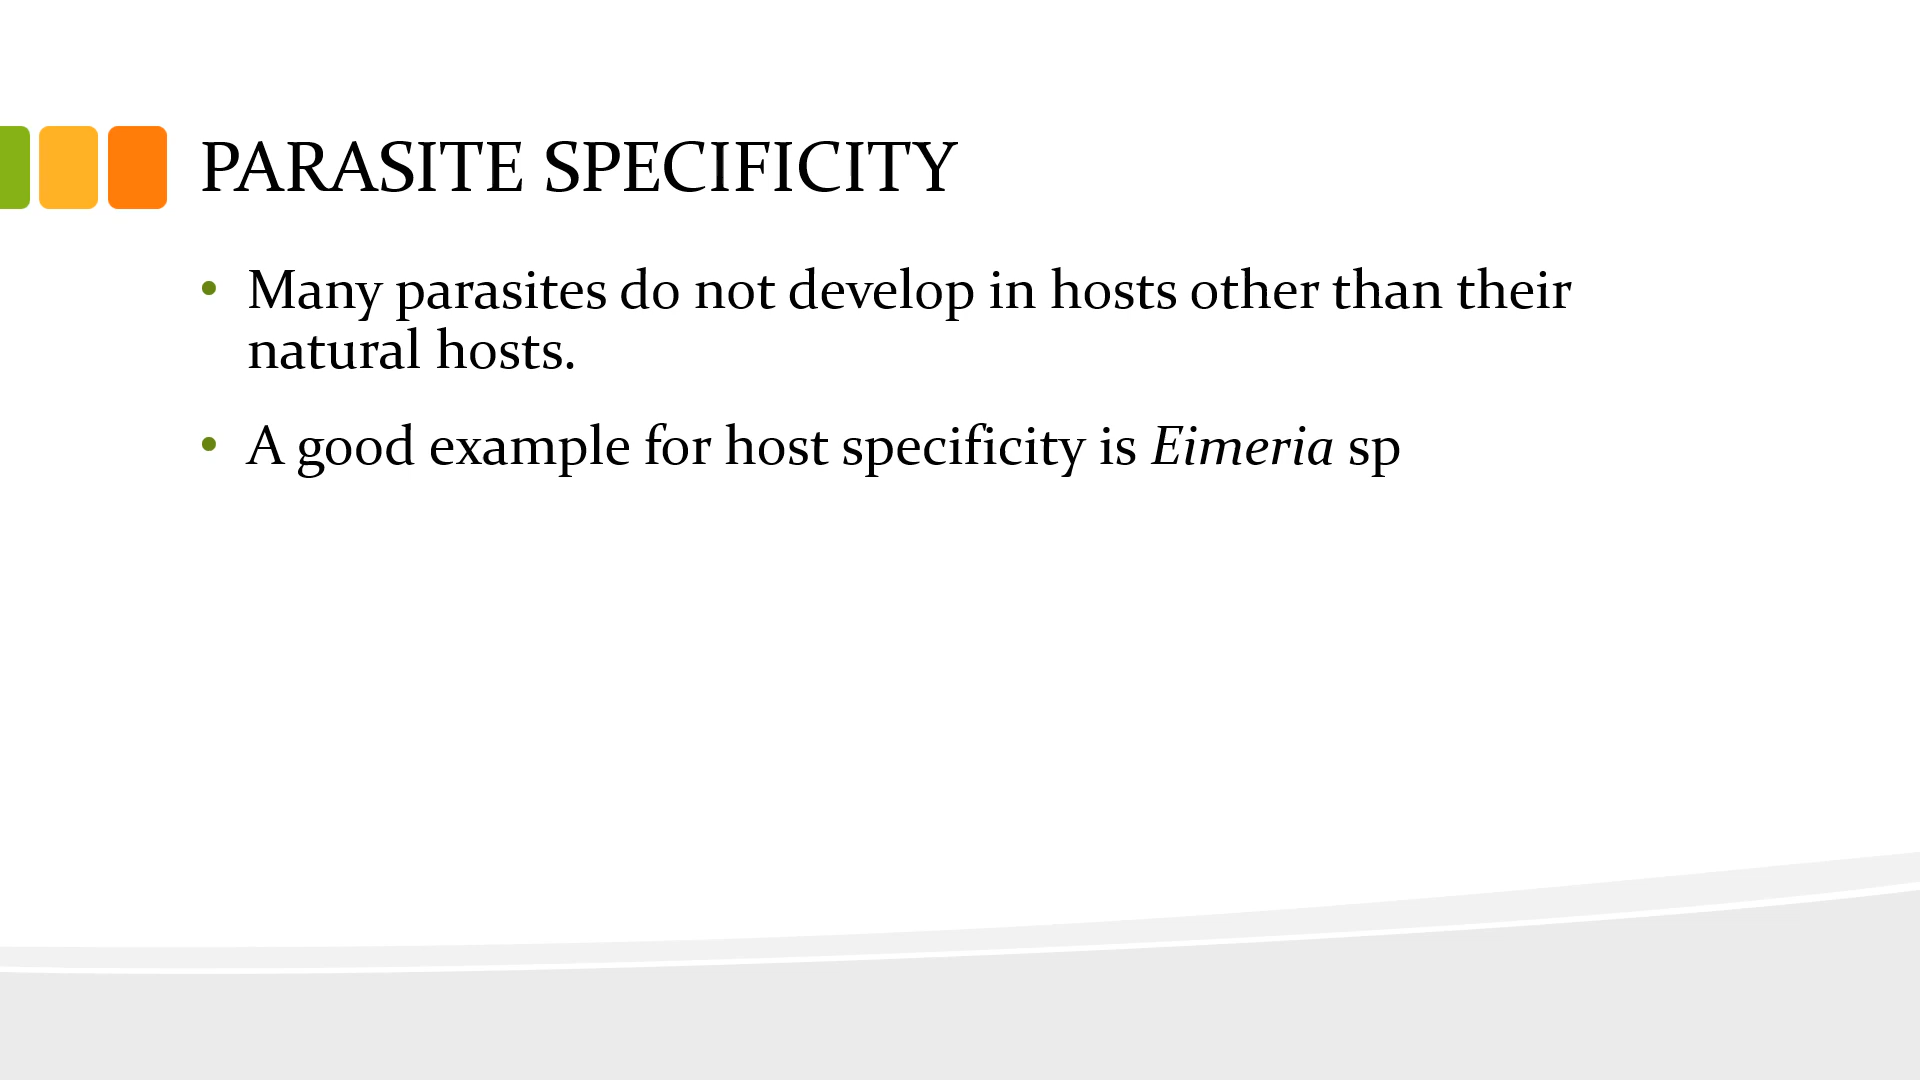 PARASITE SPECIFICITY
• Many parasites do not develop in hosts other than their
natural hosts.
• A good example for host specificity is Eimeria sp